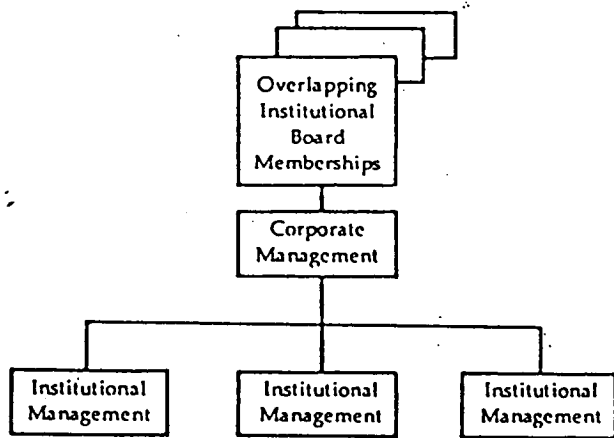 Overlapping
Institutional
Board
Memberships
Corporate
Management
Institutional
Management
Institutional
Management
Institutional
Management